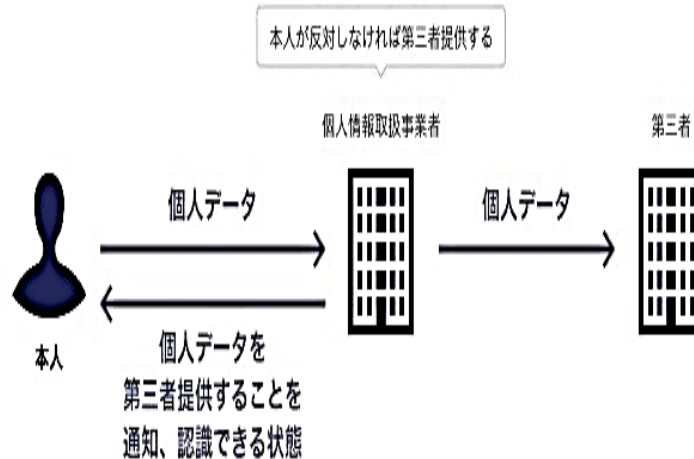 本人が反対しなければ第三者提供する
個人情報取扱事業者
第三者
個人データ
個人データ
本人
個人データを
第三者提供することを
通知、認識できる状態